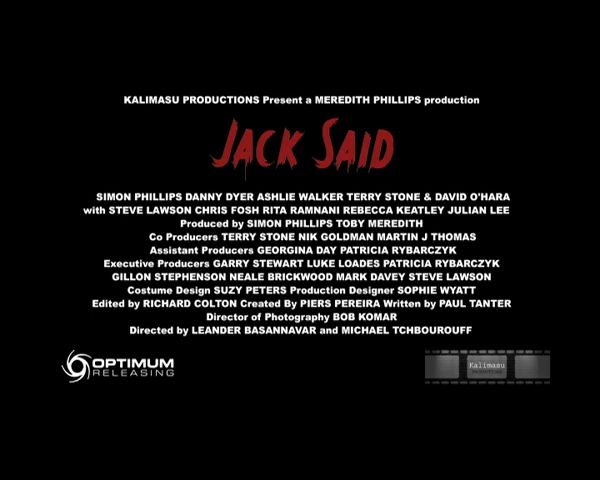 KALIMASU PRODUCTIONS Present a MEREDITH PHILLIPS production
JACK SAID
SIMON PHILLIPS DANNY DYER ASHLIE WALKER TERRY STONE & DAVID O'HARA
with STEVE LAWSON CHRIS FOSH RITA RAMNANI REBECCA KEATLEY JULIAN LEE
Produced by SIMON PHILLIPS TOBY MEREDITH
Co Producers TERRY STONE NIK GOLDMAN MARTIN J THOMAS
Assistant Producers GEORGINA DAY PATRICIA RYBARCZYK
Executive Producers GARRY STEWART LUKE LOADES PATRICIA RYBARCZYK
GILLON STEPHENSON NEALE BRICKWOOD MARK DAVEY STEVE LAWSON
Costume Design SUZY PETERS Production Designer SOPHIE WYATT
Edited by RICHARD COLTON Created By PIERS PEREIRA Written by PAUL TANTER
Director of Photography BOB KOMAR
Directed by LEANDER BASANNAVAR and MICHAEL TCHBOUROUFF
OPTIMUM
RELEASING
Kalimasu